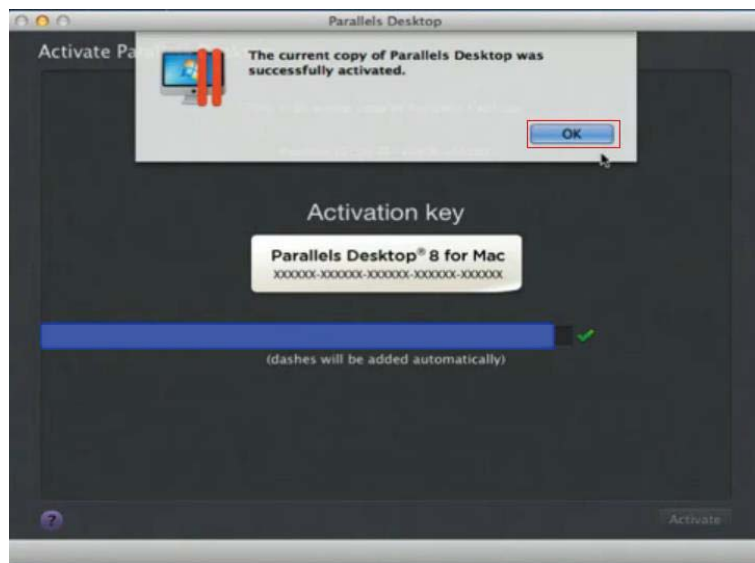 Parallels Desktop
Activate Pa
The current copy of Parallels Desktop was
successfully activated.
OK
Activation key
Parallels Desktop® 8 for Mac
XXXXXX-XXXXXX-XXXXXX-XXXXXX-XXXXXX
(dashes will be added automatically)
?
Activate